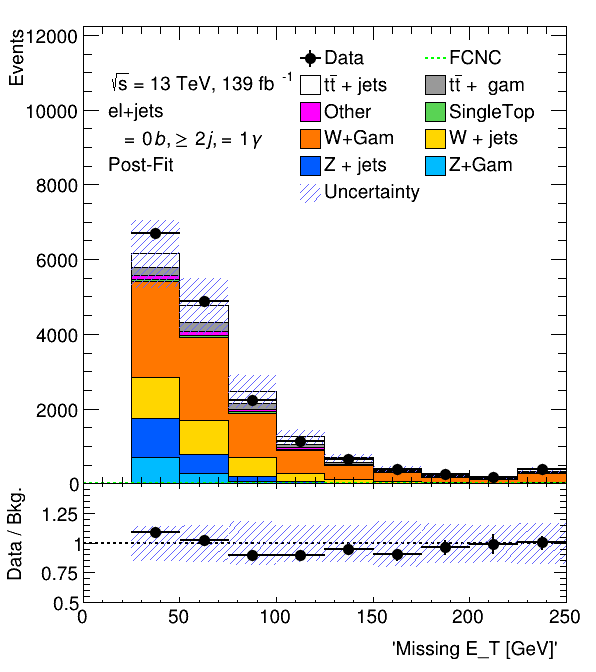 Events
12000
10000
8000
6000
4000
2000
0
√s = 13 TeV, 139 fb⁻¹
el+jets
= 0b, ≥ 2j, = 1γ
Post-Fit
Data
FCNC
tt̄ + jets
tt̄ + gam
Other
SingleTop
W+Gam
W + jets
Z + jets
Z+Gam
Uncertainty
Data / Bkg.
1.25
1
0.75
0.5
0 50 100 150 200 250
'Missing E_T [GeV]'